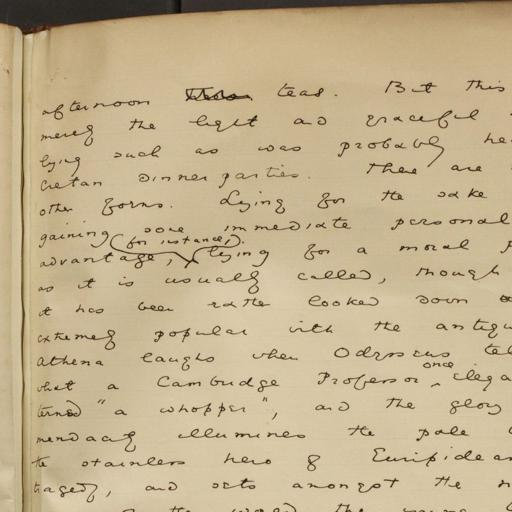 afternoon teas. But this
merely the light and graceful
lying such as was probably he
Cretan dinner parties. There are
other forms. Lying for the sake
gaining some immediate personal
(for instance),
advantage, lying for a moral p
as it is usually called, though
it has been rather looked down
extremely popular with the antiqu
Athena laughs when Odysseus tel
once
what a Cambridge Professor elega
termed "a whopper", and the glory
mendacity illumines the pale
the stainless hero of Euripidean
tragedy, and sets amongst the n
the